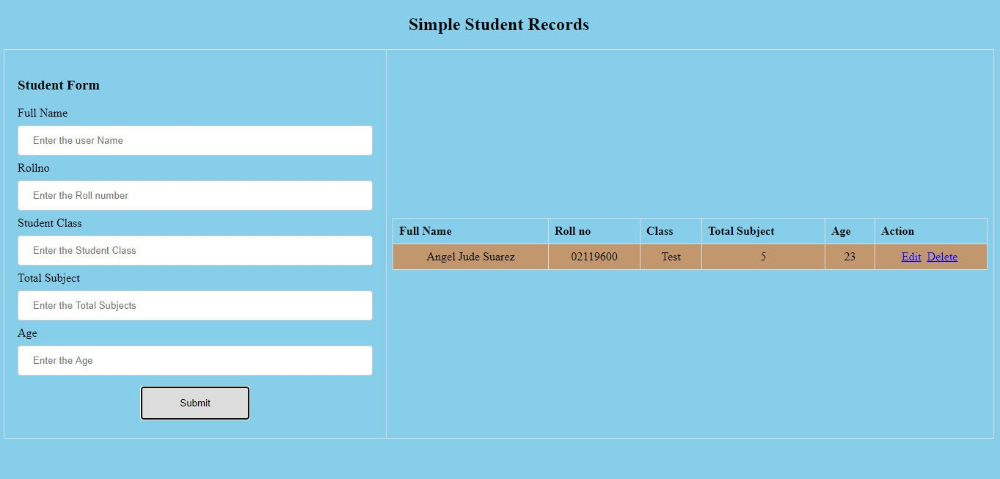 Simple Student Records
Student Form
Full Name
Enter the user Name
Rollno
Enter the Roll number
Student Class
Enter the Student Class
Total Subject
Enter the Total Subjects
Age
Enter the Age
Submit
Full Name Roll no Class Total Subject Age Action
Angel Jude Suarez 02119600 Test 5 23 Edit Delete